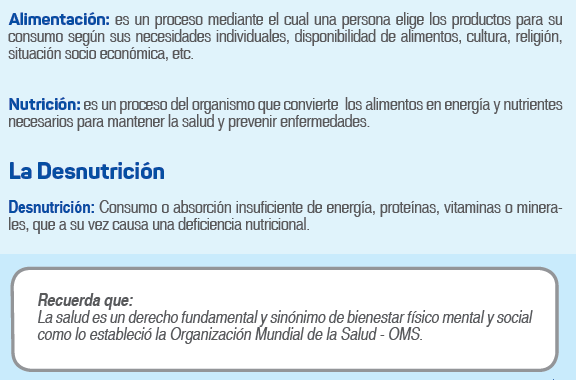 Alimentación: es un proceso mediante el cual una persona elige los productos para su
consumo según sus necesidades individuales, disponibilidad de alimentos, cultura, religión,
situación socio económica, etc.
Nutrición: es un proceso del organismo que convierte los alimentos en energía y nutrientes
necesarios para mantener la salud y prevenir enfermedades.
La Desnutrición
Desnutrición: Consumo o absorción insuficiente de energía, proteínas, vitaminas o minera-
les, que a su vez causa una deficiencia nutricional.
Recuerda que:
La salud es un derecho fundamental y sinónimo de bienestar físico mental y social
como lo estableció la Organización Mundial de la Salud - OMS.